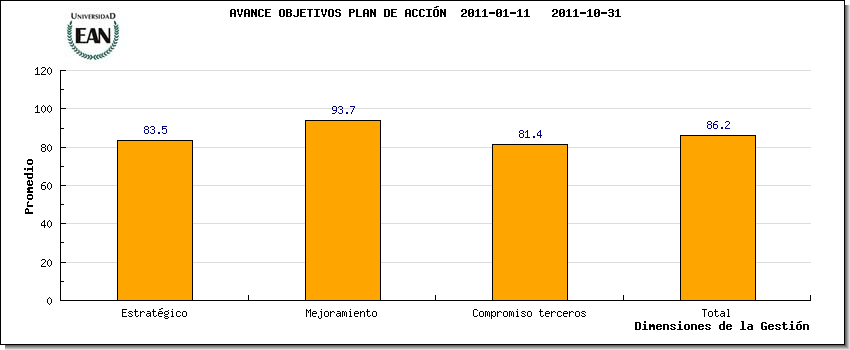 UNIVERSIDAD
EAN
AVANCE OBJETIVOS PLAN DE ACCIÓN 2011-01-11 2011-10-31
120
100
80
60
40
20
0
Promedio
83.5
93.7
81.4
86.2
Estratégico
Mejoramiento
Compromiso terceros
Total
Dimensiones de la Gestión